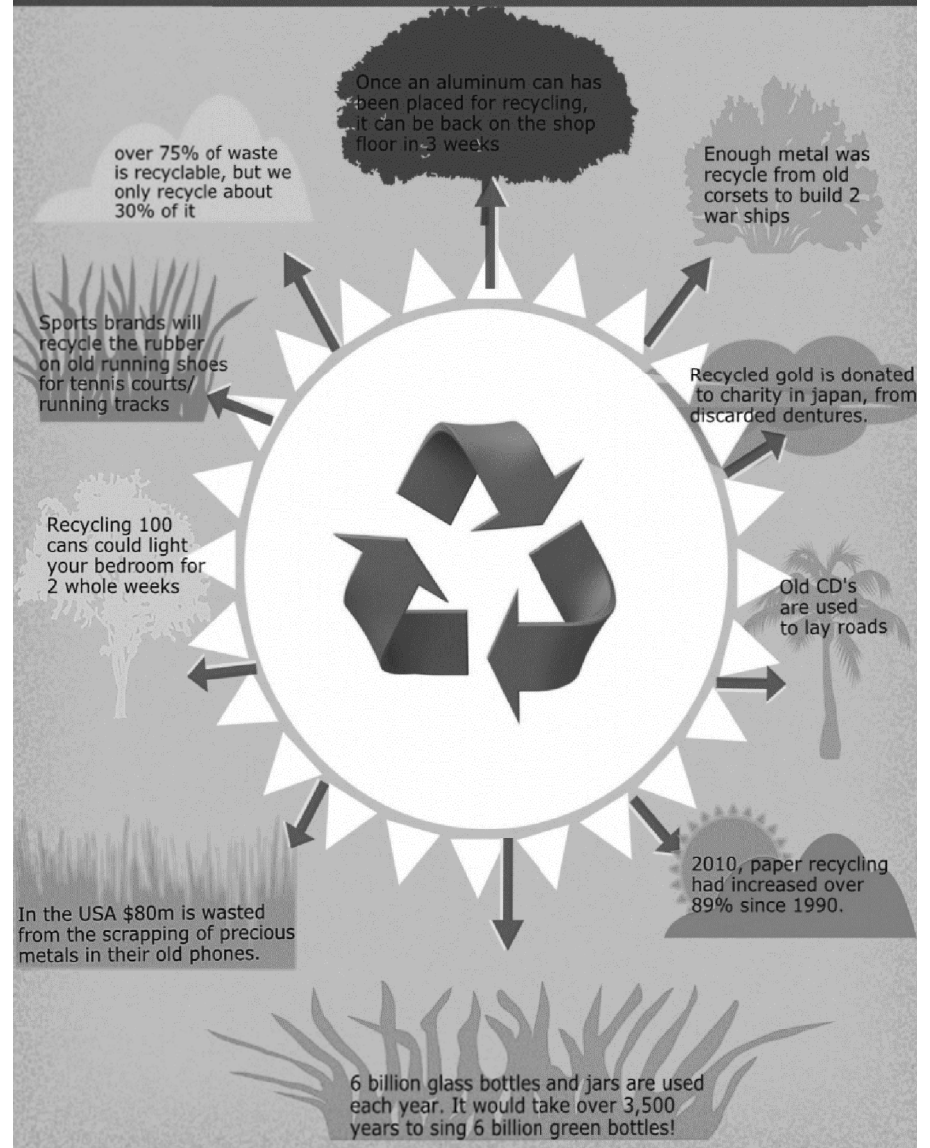 Once an aluminum can has
been placed for recycling,
it can be back on the shop
floor in 3 weeks
over 75% of waste
is recyclable, but we
only recycle about
30% of it
Enough metal was
recycle from old
corsets to build 2
war ships
Sports brands will
recycle the rubber
on old running shoes
for tennis courts/
running tracks
Recycled gold is donated
to charity in japan, from
discarded dentures.
Recycling 100
cans could light
your bedroom for
2 whole weeks
Old CD's
are used
to lay roads
In the USA $80m is wasted
from the scrapping of precious
metals in their old phones.
2010, paper recycling
had increased over
89% since 1990.
6 billion glass bottles and jars are used
each year. It would take over 3,500
years to sing 6 billion green bottles!